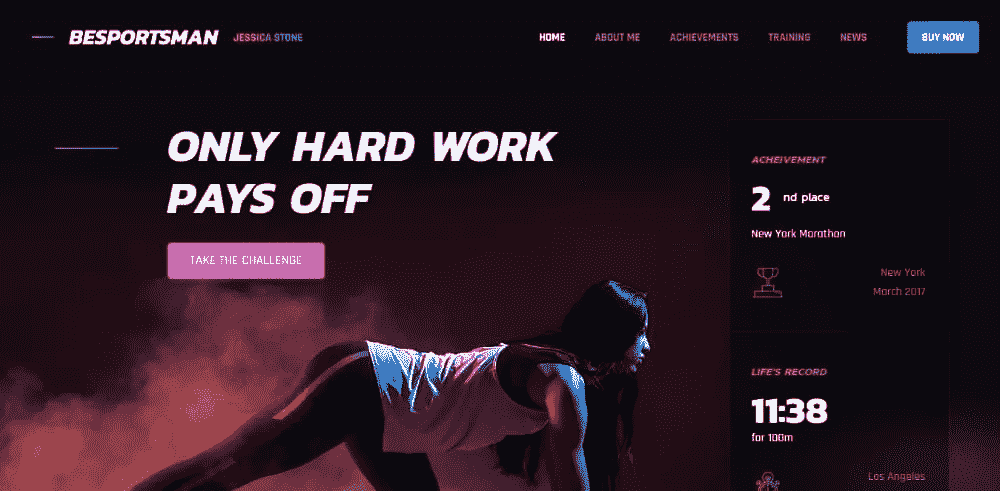 BESPORTSMAN JESSICA STONE
HOME ABOUT ME ACHIEVEMENTS TRAINING NEWS BUY NOW
ONLY HARD WORK
PAYS OFF
TAKE THE CHALLENGE
ACHEIVEMENT
2 nd place
New York Marathon
New York
March 2017
LIFE'S RECORD
11:38
for 100m
Los Angeles